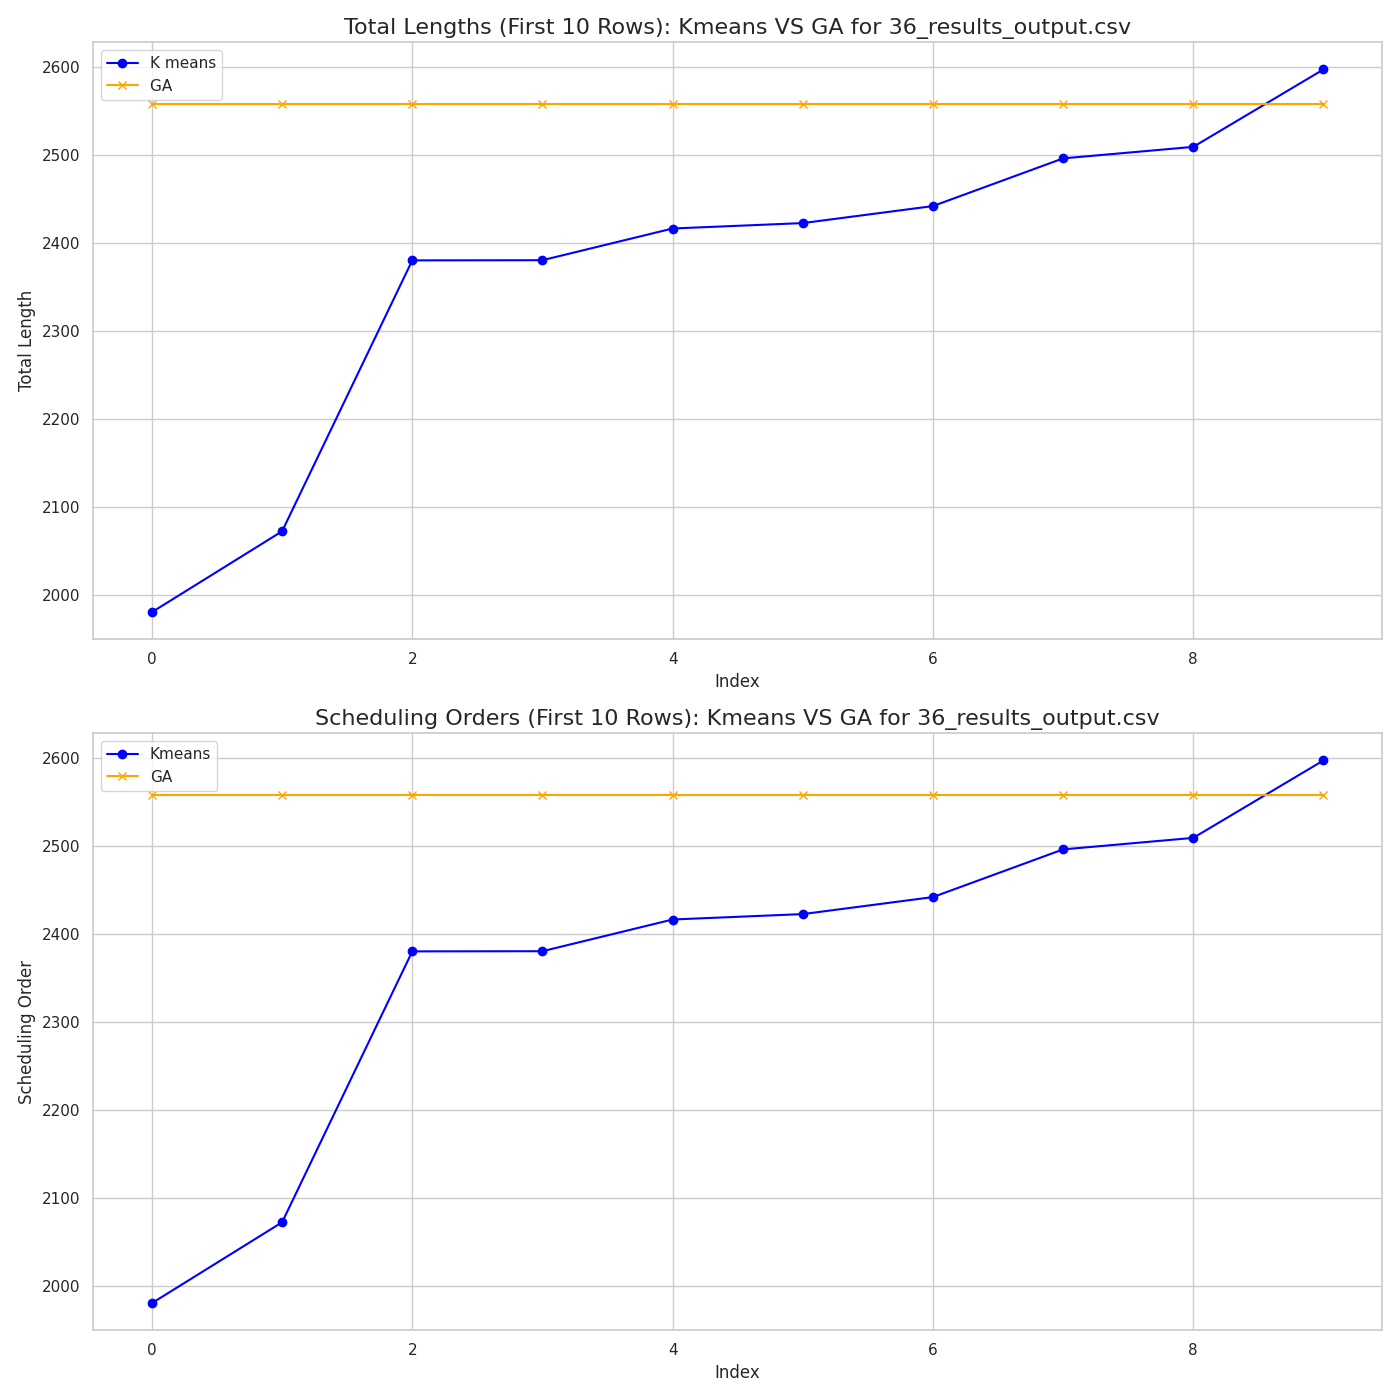 Total Lengths (First 10 Rows): Kmeans VS GA for 36_results_output.csv
K means
GA
2600
2500
2400
2300
2200
2100
2000
Total Length
0 2 4 6 8
Index
Scheduling Orders (First 10 Rows): Kmeans VS GA for 36_results_output.csv
Kmeans
GA
2600
2500
2400
2300
2200
2100
2000
Scheduling Order
0 2 4 6 8
Index